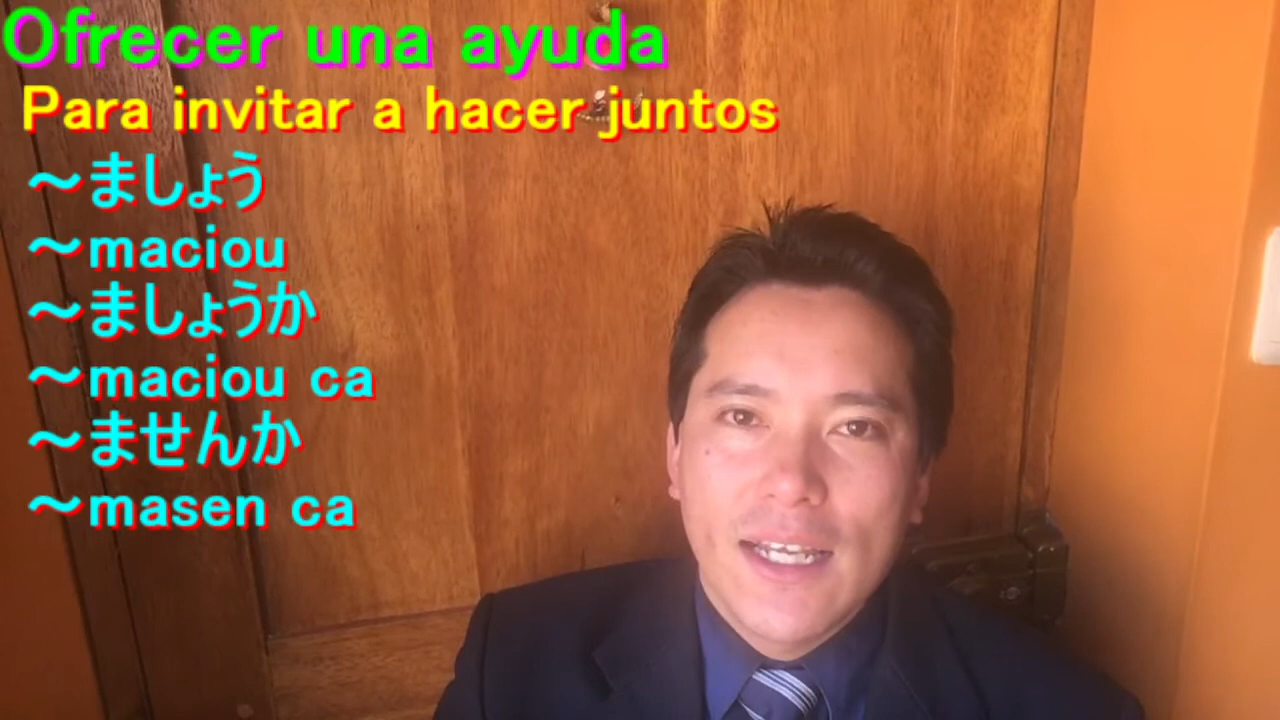 Ofrecer una ayuda
Para invitar a hacer juntos
～ましょう
～maciou
～ましょうか
～maciou ca
～ませんか
～masen ca